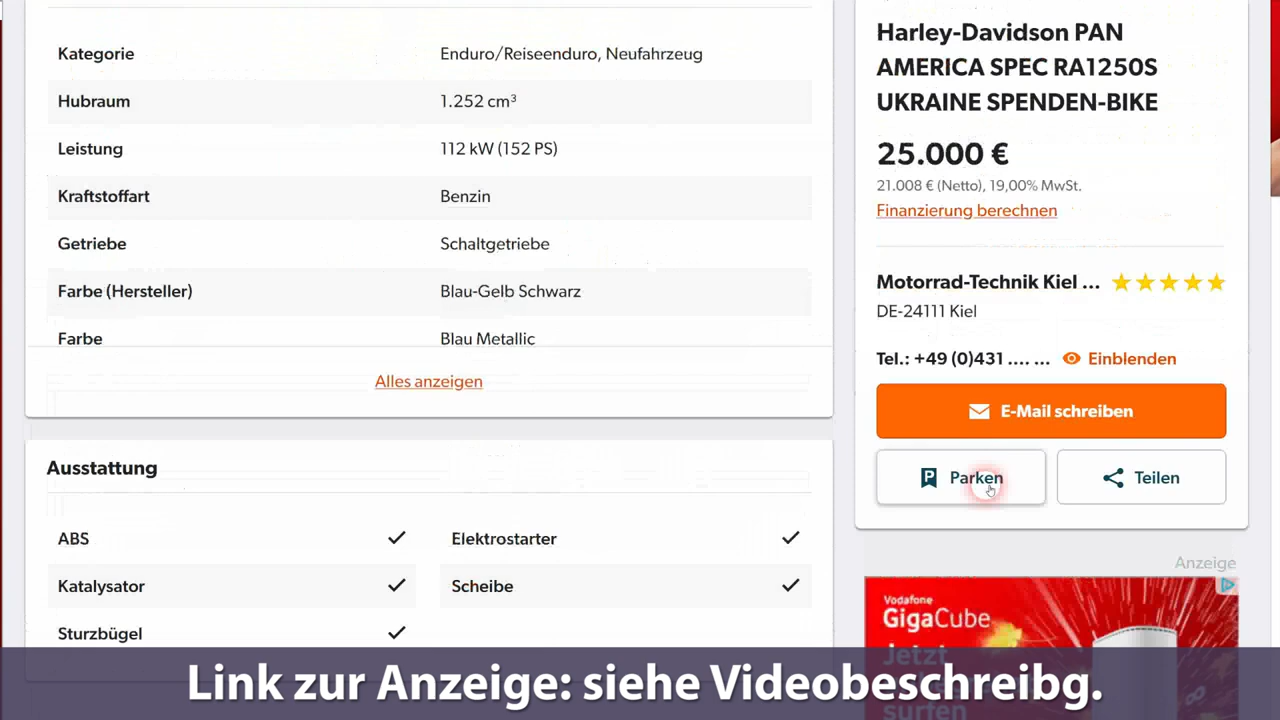 Kategorie Enduro/Reiseenduro, Neufahrzeug
Hubraum 1.252 cm³
Leistung 112 kW (152 PS)
Kraftstoffart Benzin
Getriebe Schaltgetriebe
Farbe (Hersteller) Blau-Gelb Schwarz
Farbe Blau Metallic
Alles anzeigen
Ausstattung
ABS Elektrostarter
Katalysator Scheibe
Sturzbügel
Harley-Davidson PAN
AMERICA SPEC RA1250S
UKRAINE SPENDEN-BIKE
25.000 €
21.008 € (Netto), 19,00% MwSt.
Finanzierung berechnen
Motorrad-Technik Kiel ...
DE-24111 Kiel
Tel.: +49 (0)431 .... ... Einblenden
E-Mail schreiben
P Parken Teilen
Anzeige
Vodafone
GigaCube
Jetzt
surfen
Link zur Anzeige: siehe Videobeschreibg.